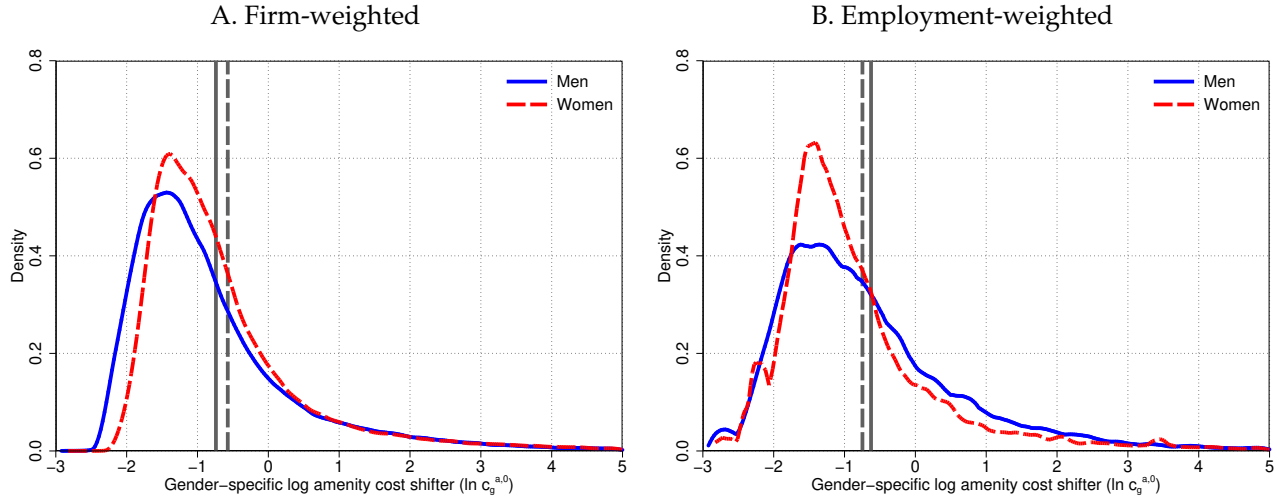 A. Firm-weighted
0.8
0.6
0.4
0.2
0.0
Density
Men
Women
−3 −2 −1 0 1 2 3 4 5
Gender−specific log amenity cost shifter (ln c_g^{a,0})
B. Employment-weighted
0.8
0.6
0.4
0.2
0.0
Density
Men
Women
−3 −2 −1 0 1 2 3 4 5
Gender−specific log amenity cost shifter (ln c_g^{a,0})